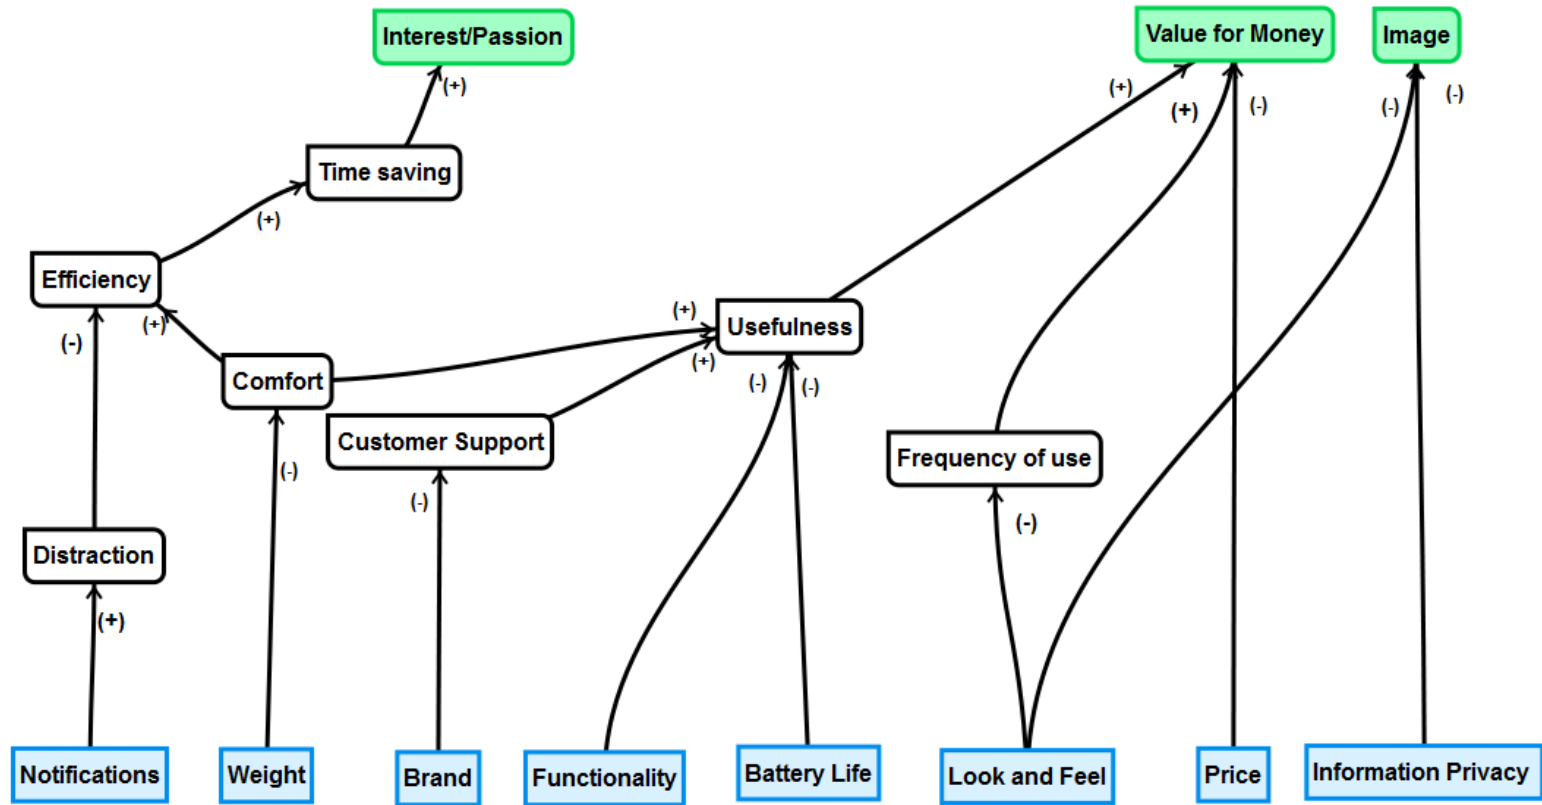 Interest/Passion
Value for Money
Image
(+)
(+)
(+)
(-)
(-)
(-)
Time saving
(+)
Efficiency
(+)
(-)
(+)
Usefulness
(+)
(-)
(-)
Comfort
(-)
Customer Support
(-)
Frequency of use
(-)
Distraction
(+)
Notifications
Weight
Brand
Functionality
Battery Life
Look and Feel
Price
Information Privacy